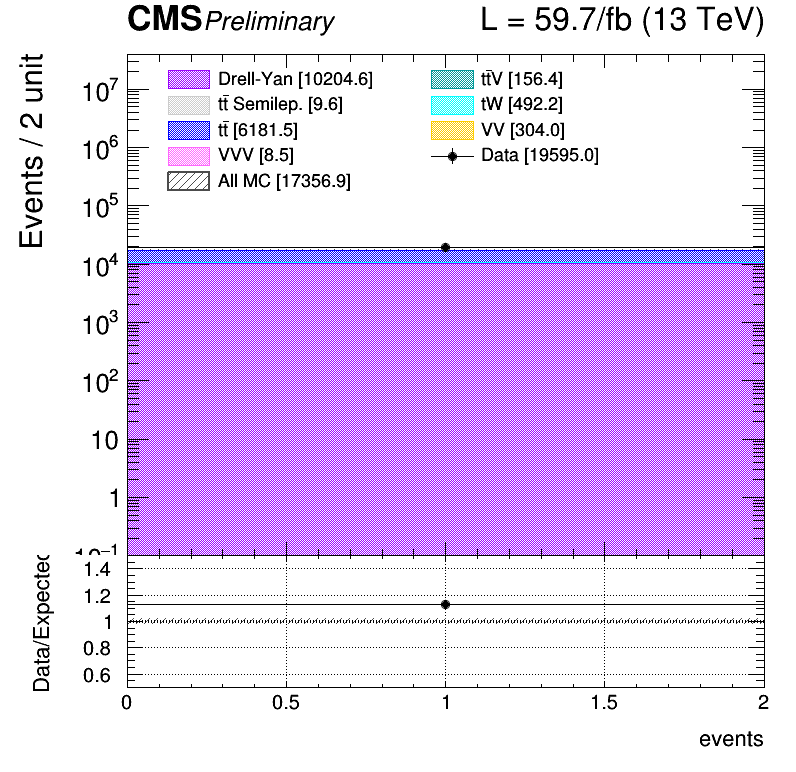 CMS Preliminary L = 59.7/fb (13 TeV)
Events / 2 unit
Drell-Yan [10204.6]
tt̄ Semilep. [9.6]
tt̄ [6181.5]
VVV [8.5]
All MC [17356.9]
tt̄V [156.4]
tW [492.2]
VV [304.0]
Data [19595.0]
10⁷
10⁶
10⁵
10⁴
10³
10²
10
1
10⁻¹
Data/Expected
1.4
1.2
1
0.8
0.6
0 0.5 1 1.5 2
events